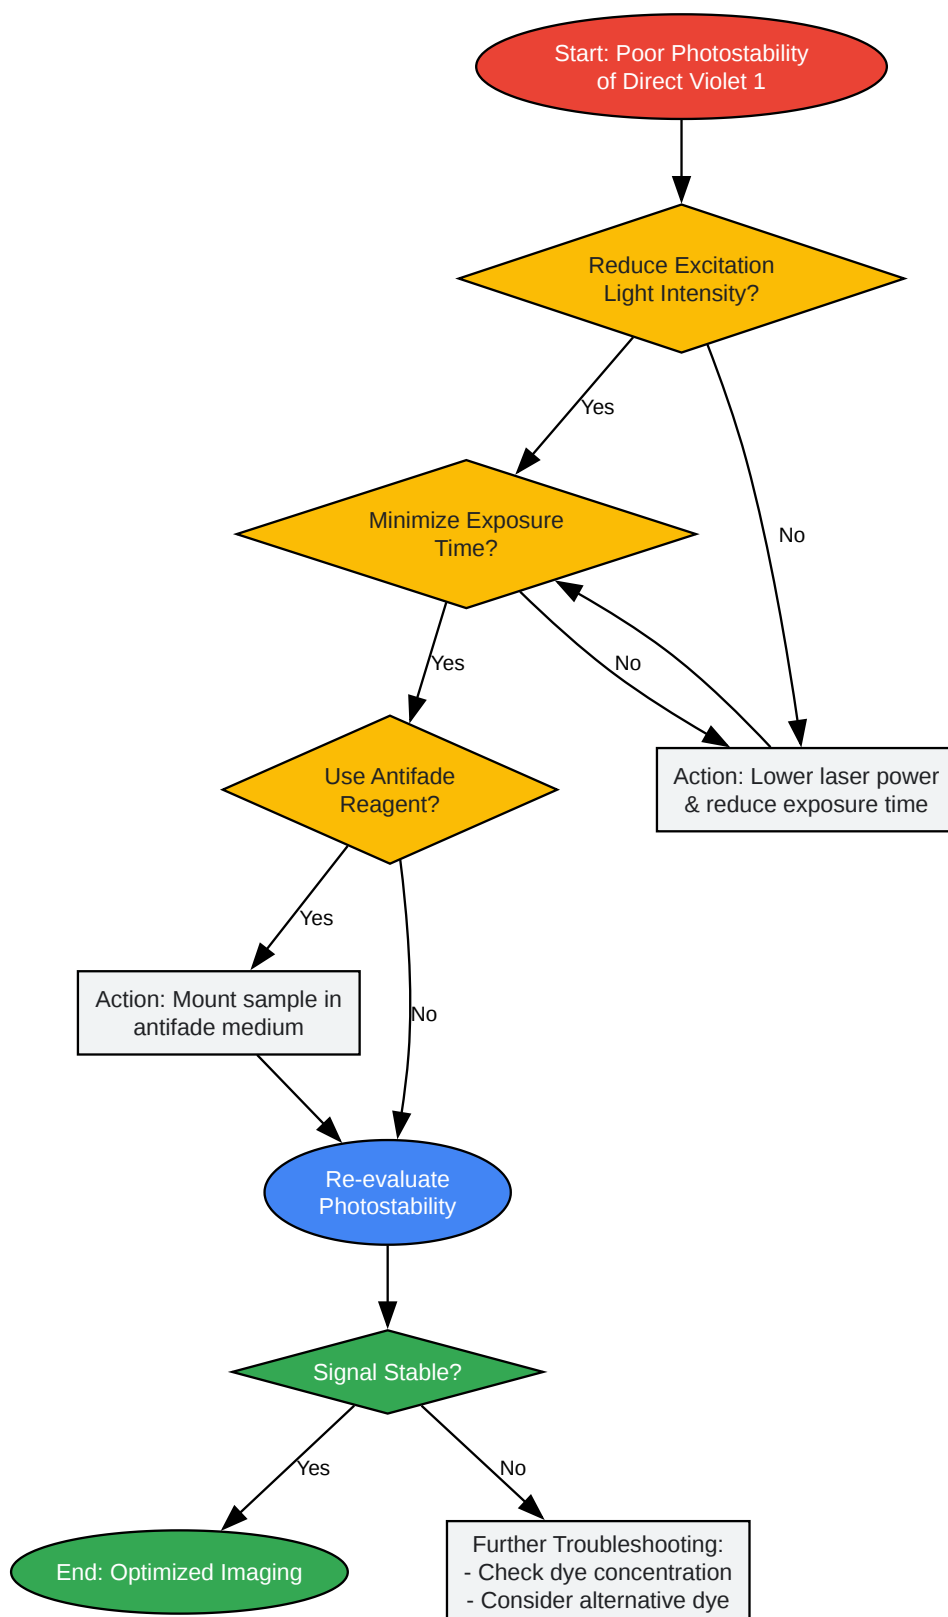 Start: Poor Photostability
of Direct Violet 1
Reduce Excitation
Light Intensity?
Yes
No
Minimize Exposure
Time?
Yes
No
Action: Lower laser power
& reduce exposure time
Use Antifade
Reagent?
Yes
No
Action: Mount sample in
antifade medium
Re-evaluate
Photostability
Signal Stable?
Yes
No
End: Optimized Imaging
Further Troubleshooting:
- Check dye concentration
- Consider alternative dye